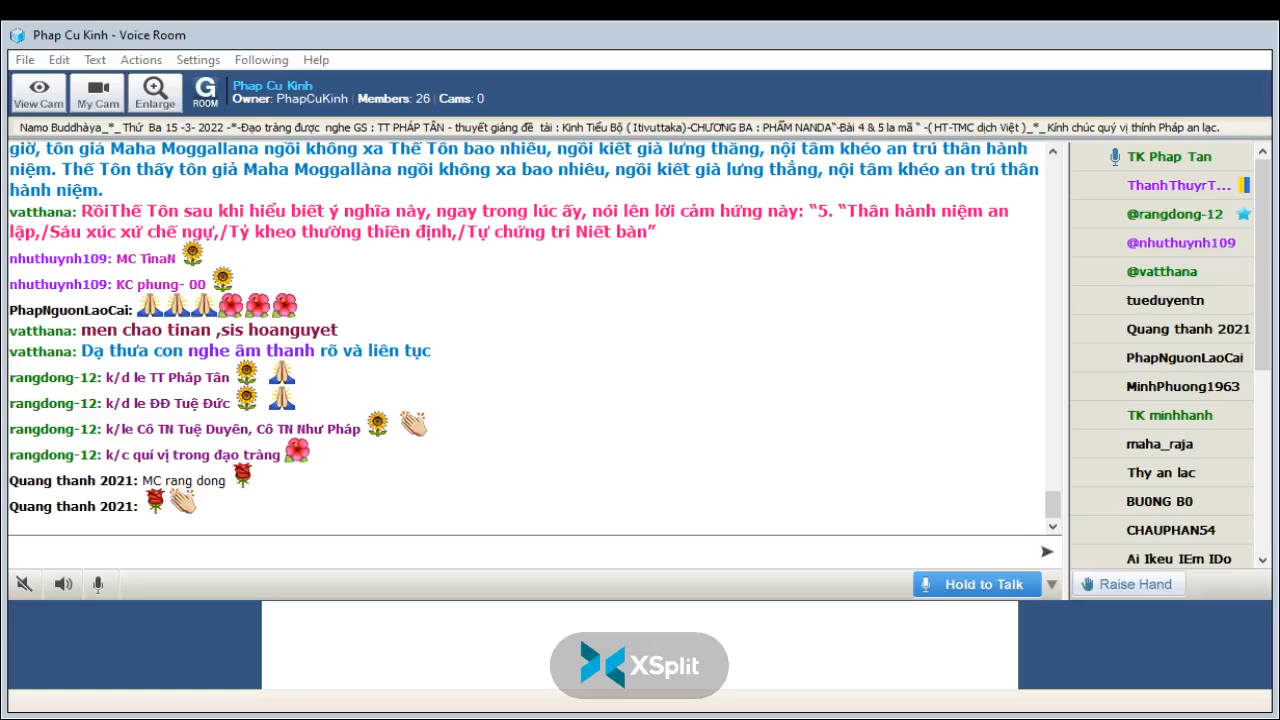 Phap Cu Kinh - Voice Room
File Edit Text Actions Settings Following Help
View Cam My Cam Enlarge G ROOM
Phap Cu Kinh
Owner: PhapCuKinh | Members: 26 | Cams: 0
Namo Buddhàya_*_ Thứ Ba 15 -3- 2022 -*-Đạo tràng được nghe GS : TT PHÁP TÂN - thuyết giảng đề tài : Kinh Tiểu Bộ ( Itivuttaka)-CHƯƠNG BA : PHẨM NANDA“-Bài 4 & 5 la mã “ -( HT-TMC dịch Việt )_*_ Kính chúc quý vị thính Pháp an lạc.
giờ, tôn giả Maha Moggallana ngồi không xa Thế Tôn bao nhiêu, ngồi kiết già lưng thăng, nội tâm khéo an trú thân hành
niệm. Thế Tôn thấy tôn giả Maha Moggallàna ngồi không xa bao nhiêu, ngồi kiết già lưng thẳng, nội tâm khéo an trú thân
hành niệm.
vatthana: RồiThế Tôn sau khi hiểu biết ý nghĩa này, ngay trong lúc ấy, nói lên lời cảm hứng này: “5. “Thân hành niệm an
lập,/Sáu xúc xứ chế ngự,/Tỷ kheo thường thiền định,/Tự chứng tri Niết bàn”
nhuthuynh109: MC TinaN
nhuthuynh109: KC phung- 00
PhapNguonLaoCai:
vatthana: men chao tinan ,sis hoanguyet
vatthana: Dạ thưa con nghe âm thanh rõ và liên tục
rangdong-12: k/d le TT Pháp Tân
rangdong-12: k/d le ĐĐ Tuệ Đức
rangdong-12: k/le Cô TN Tuệ Duyên, Cô TN Như Pháp
rangdong-12: k/c quí vị trong đạo tràng
Quang thanh 2021: MC rang dong
Quang thanh 2021:
TK Phap Tan
ThanhThuyrT...
@rangdong-12
@nhuthuynh109
@vatthana
tueduyentn
Quang thanh 2021
PhapNguonLaoCai
MinhPhuong1963
TK minhhanh
maha_raja
Thy an lac
BU0NG B0
CHAUPHAN54
Ai Ikeu IEm IDo
Hold to Talk
Raise Hand
XSplit